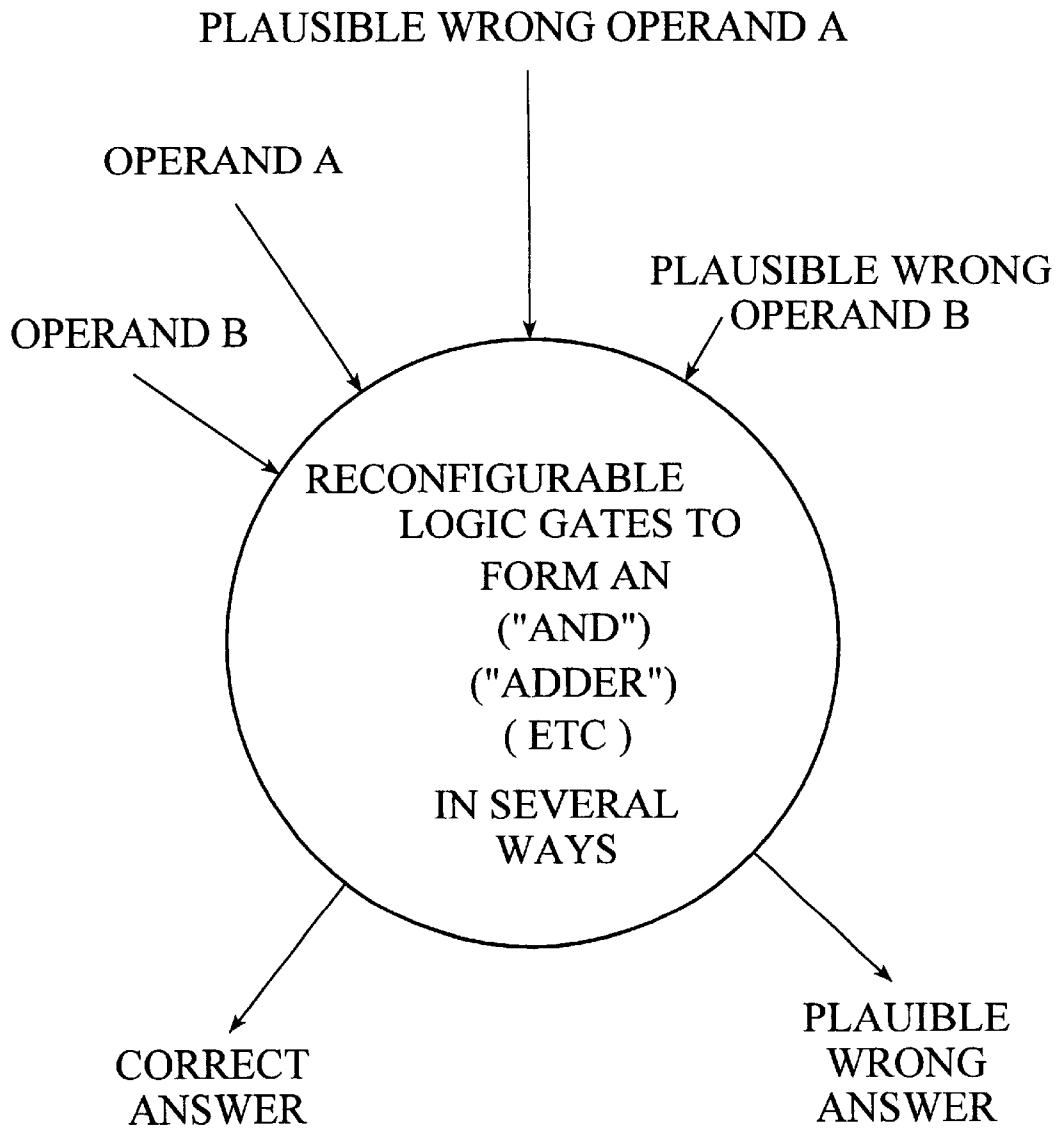 PLAUSIBLE WRONG OPERAND A
OPERAND A
PLAUSIBLE WRONG
OPERAND B
OPERAND B
RECONFIGURABLE
LOGIC GATES TO
FORM AN
("AND")
("ADDER")
( ETC )
IN SEVERAL
WAYS
CORRECT
ANSWER
PLAUIBLE
WRONG
ANSWER